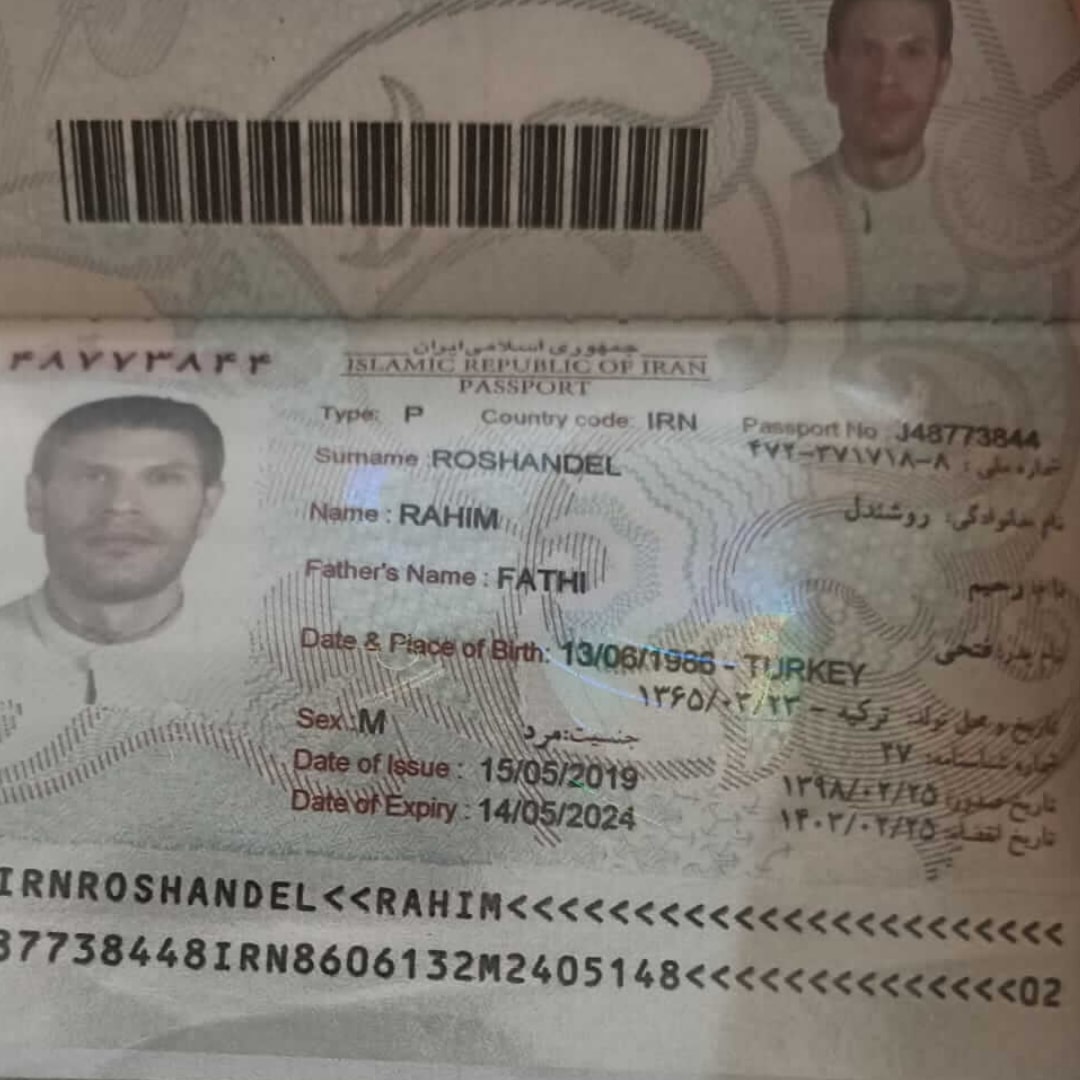 ۴۸۷۷۳۸۴۴
جمهوری اسلامی ایران
ISLAMIC REPUBLIC OF IRAN
PASSPORT
Type: P Country code: IRN Passport No J48773844
شماره ملی: ۴۷۲-۲۷۱۷۱۸-۸
Surname :ROSHANDEL
نام خانوادگی: روشندل
Name : RAHIM
رحیم
Father's Name : FATHI
نام پدر: فتحی
Date & Place of Birth: 13/06/1986 - TURKEY
تاریخ و محل تولد: ترکیه - ۱۳۶۵/۰۳/۲۳
Sex :M
جنسیت:مرد
شماره شناسنامه: ۲۷
Date of Issue : 15/05/2019
تاریخ صدور: ۱۳۹۸/۰۲/۲۵
Date of Expiry : 14/05/2024
تاریخ انقضاء: ۱۴۰۳/۰۲/۲۵
IRNROSHANDEL<<RAHIM<<<<<<<<<<<<<<<<<<<<<<
87738448IRN8606132M2405148<<<<<<<<<<<<<<02